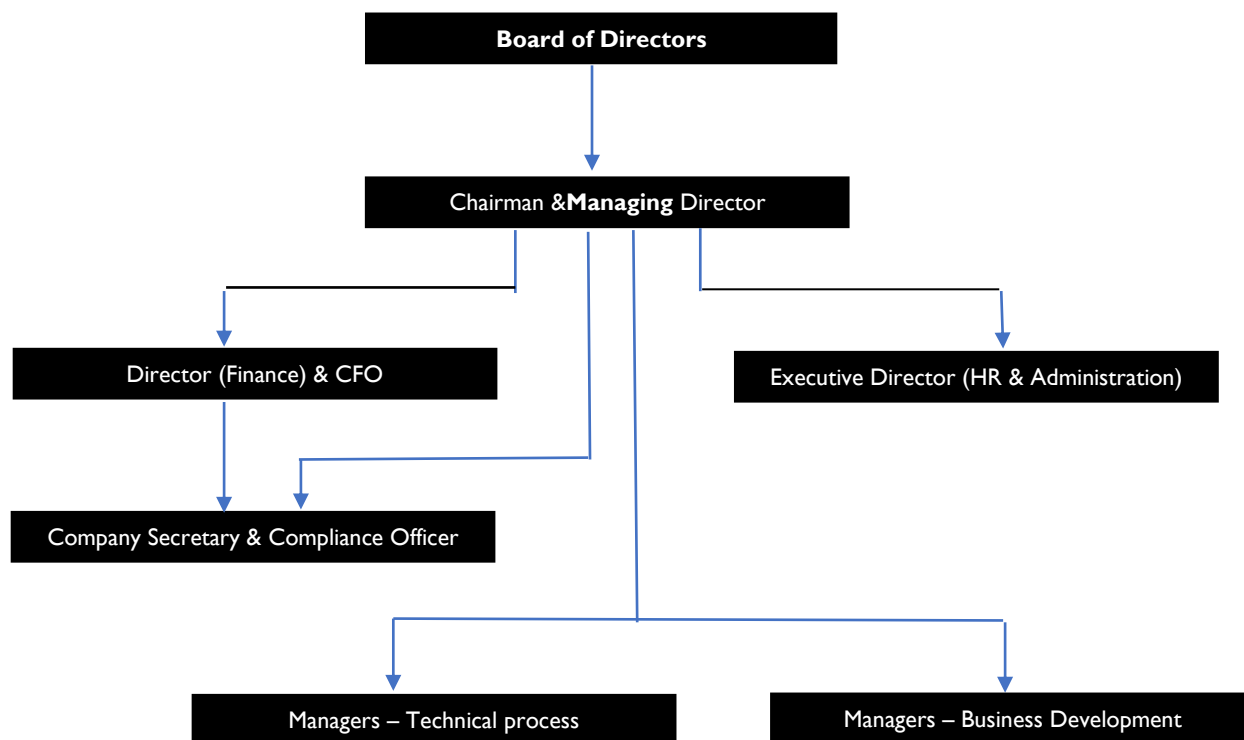 Board of Directors
Chairman &Managing Director
Director (Finance) & CFO
Executive Director (HR & Administration)
Company Secretary & Compliance Officer
Managers – Technical process
Managers – Business Development